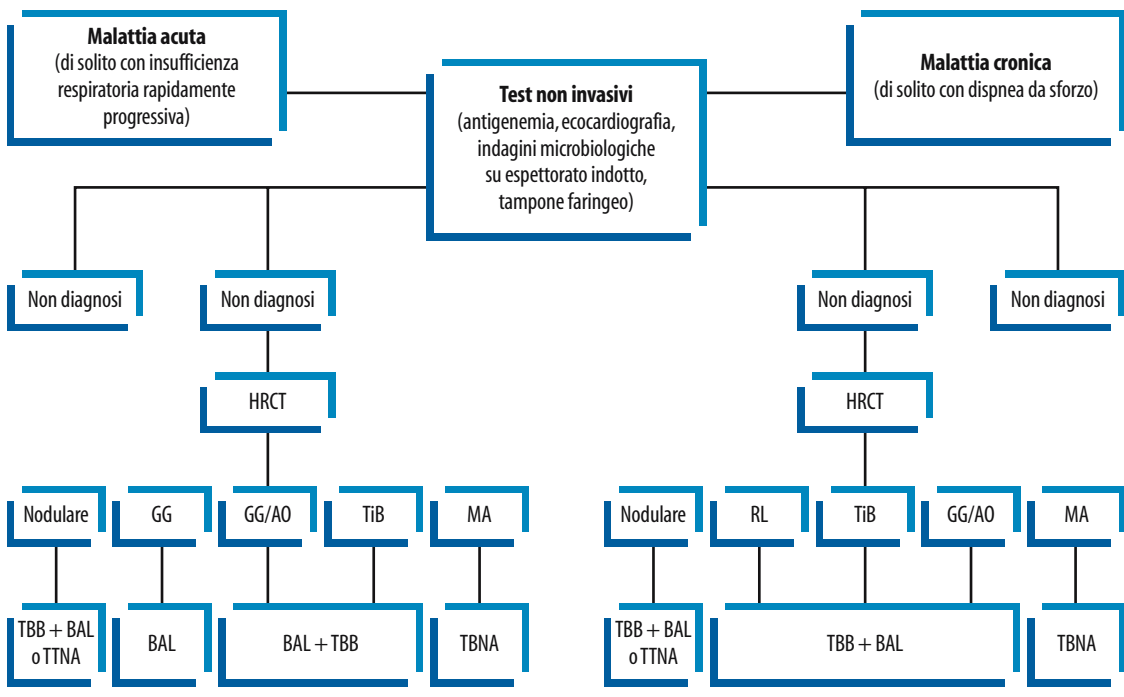 Malattia acuta
(di solito con insufficienza
respiratoria rapidamente
progressiva)
Test non invasivi
(antigenemia, ecocardiografia,
indagini microbiologiche
su espettorato indotto,
tampone faringeo)
Malattia cronica
(di solito con dispnea da sforzo)
Non diagnosi
Non diagnosi
Non diagnosi
Non diagnosi
HRCT
HRCT
Nodulare
GG
GG/AO
TiB
MA
Nodulare
RL
TiB
GG/AO
MA
TBB + BAL
o TTNA
BAL
BAL + TBB
TBNA
TBB + BAL
o TTNA
TBB + BAL
TBNA